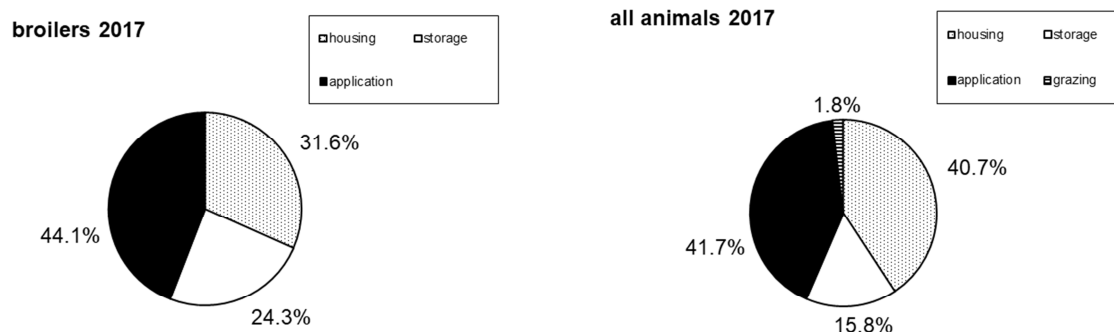 broilers 2017
housing storage
application
31.6%
44.1%
24.3%
all animals 2017
housing storage
application grazing
1.8%
40.7%
41.7%
15.8%